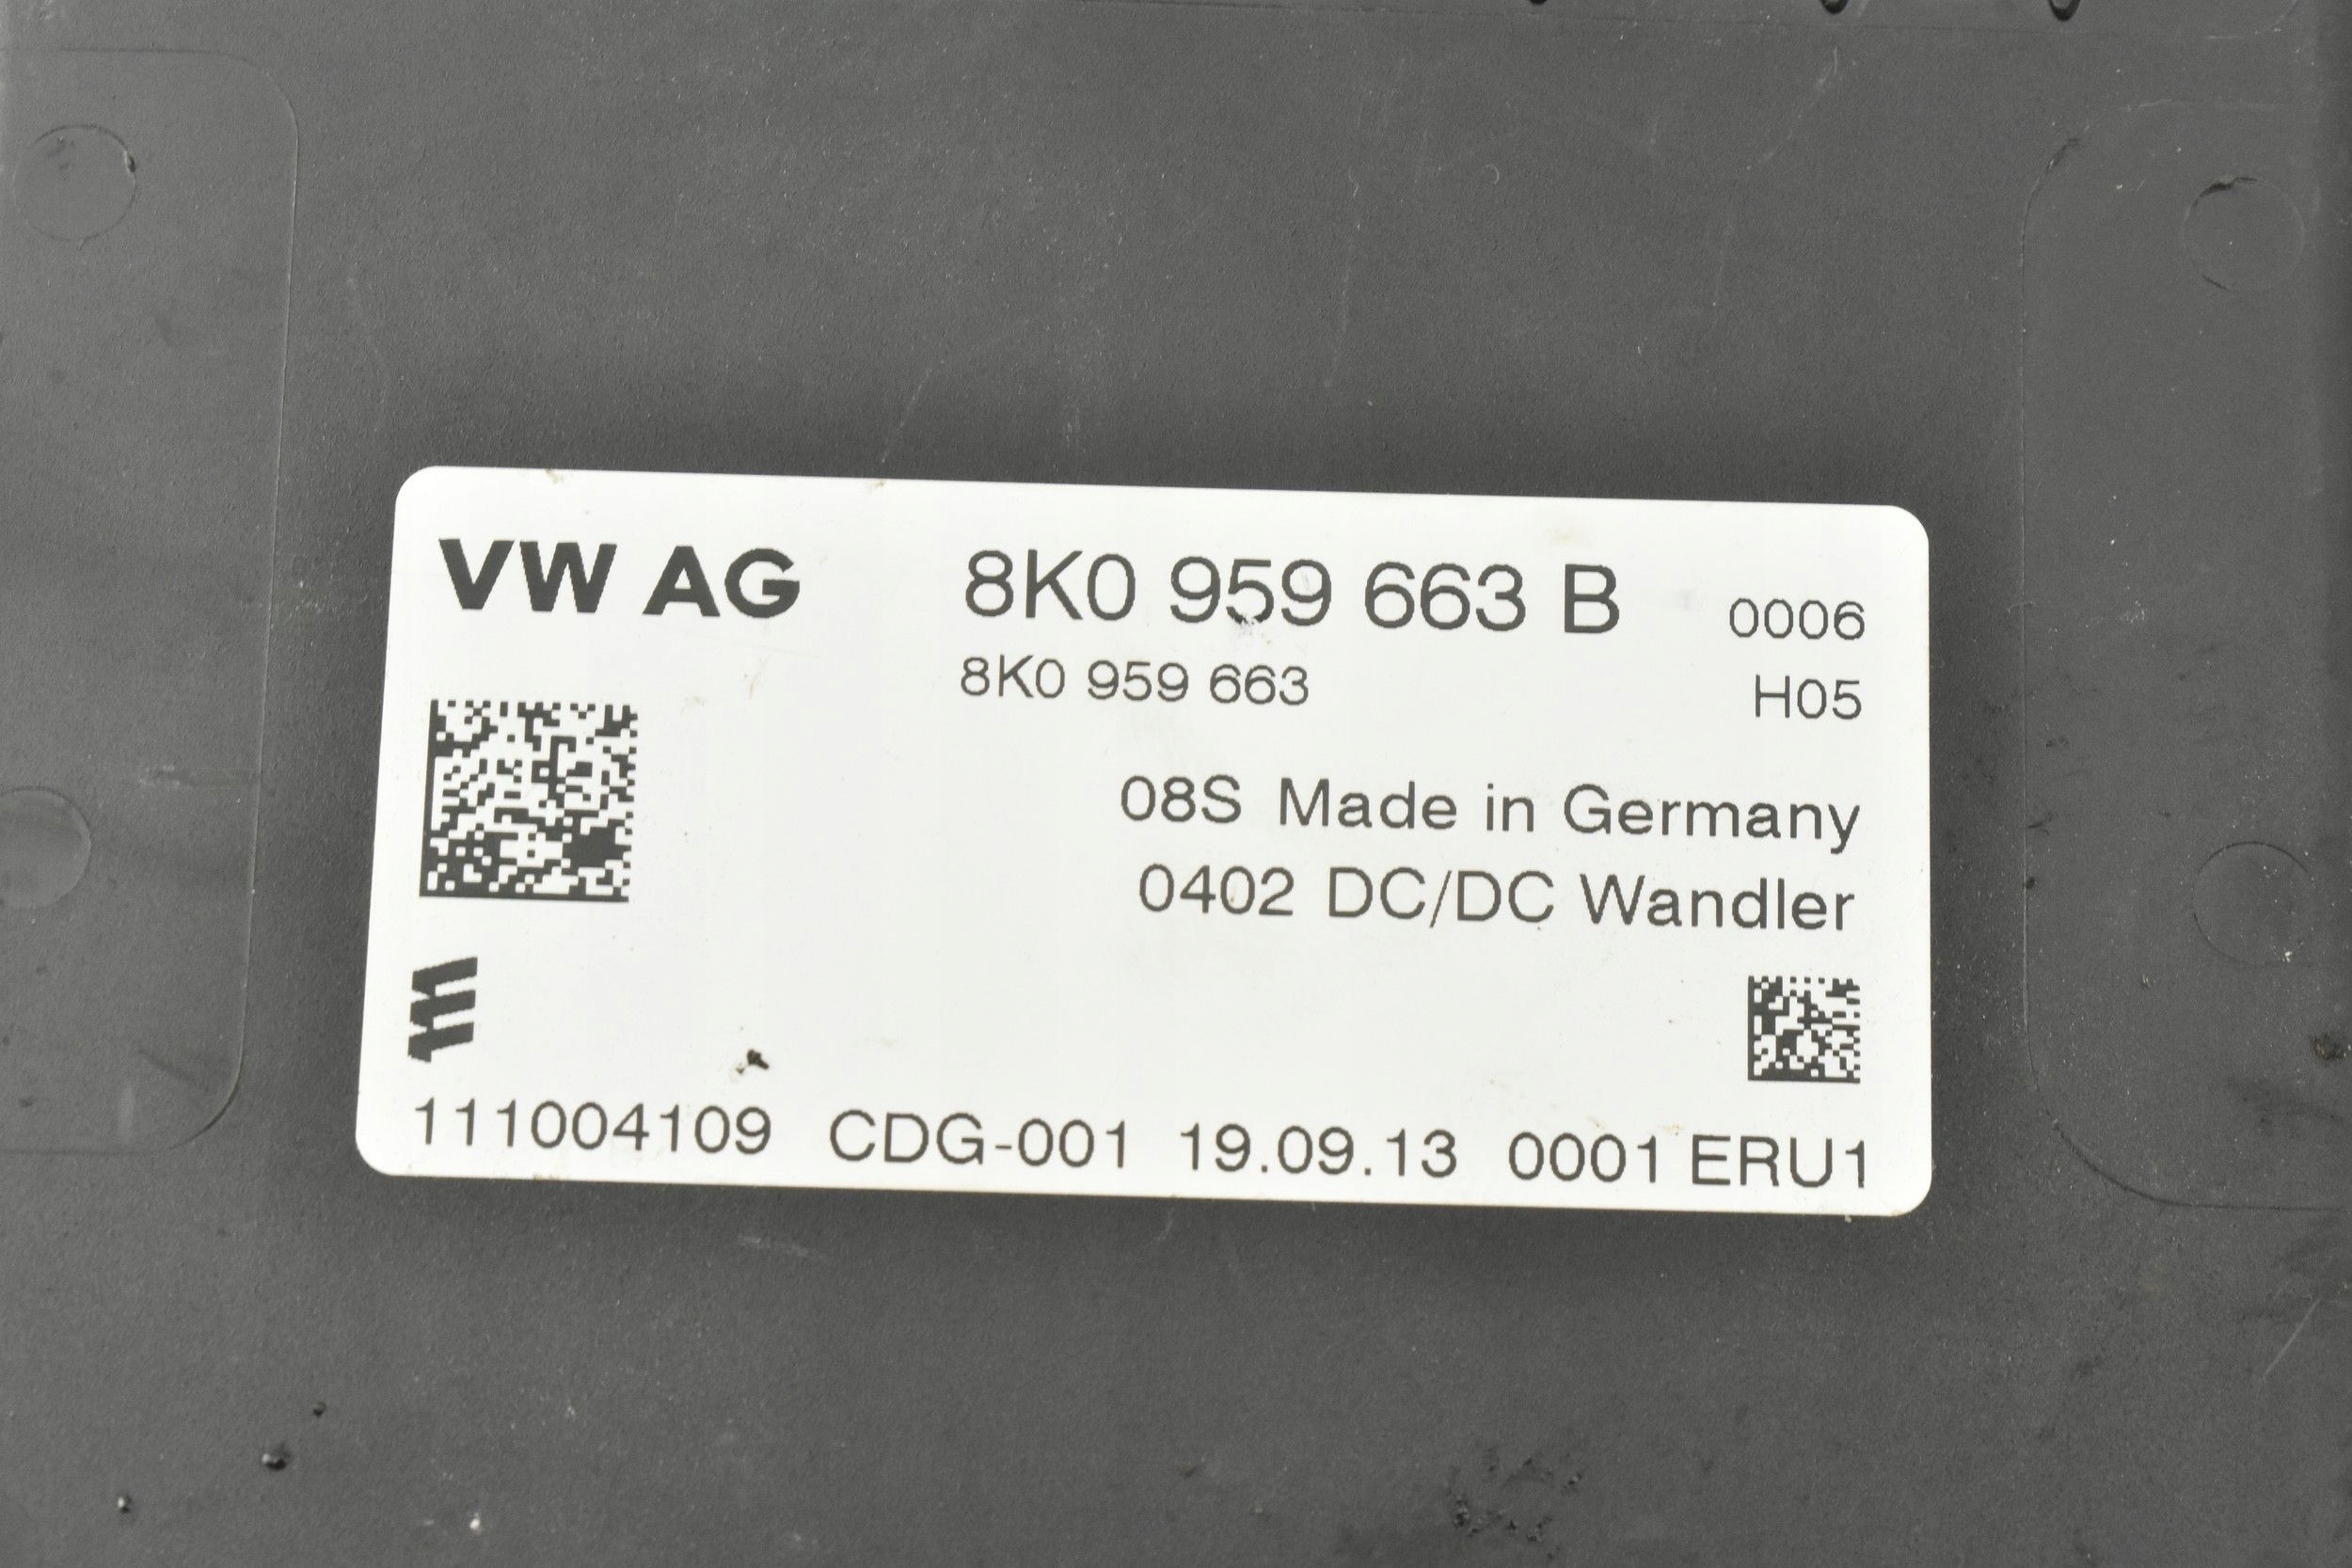 VW AG 8K0 959 663 B 0006
8K0 959 663 H05
08S Made in Germany
0402 DC/DC Wandler
111004109 CDG-001 19.09.13 0001 ERU1